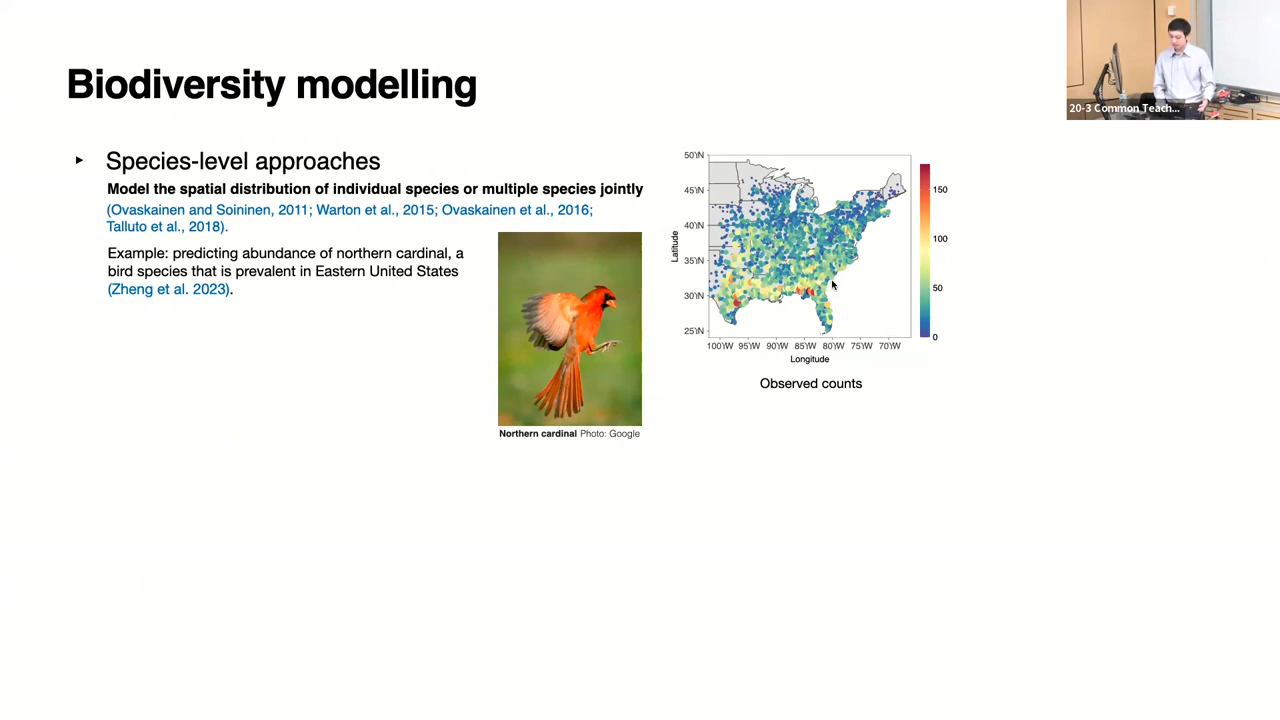 Biodiversity modelling
20-3 Common Teach...
▸ Species-level approaches
Model the spatial distribution of individual species or multiple species jointly
(Ovaskainen and Soininen, 2011; Warton et al., 2015; Ovaskainen et al., 2016;
Talluto et al., 2018).
Example: predicting abundance of northern cardinal, a
bird species that is prevalent in Eastern United States
(Zheng et al. 2023).
Northern cardinal Photo: Google
50°N
45°N
40°N
35°N
30°N
25°N
Latitude
100°W 95°W 90°W 85°W 80°W 75°W 70°W
Longitude
150
100
50
0
Observed counts